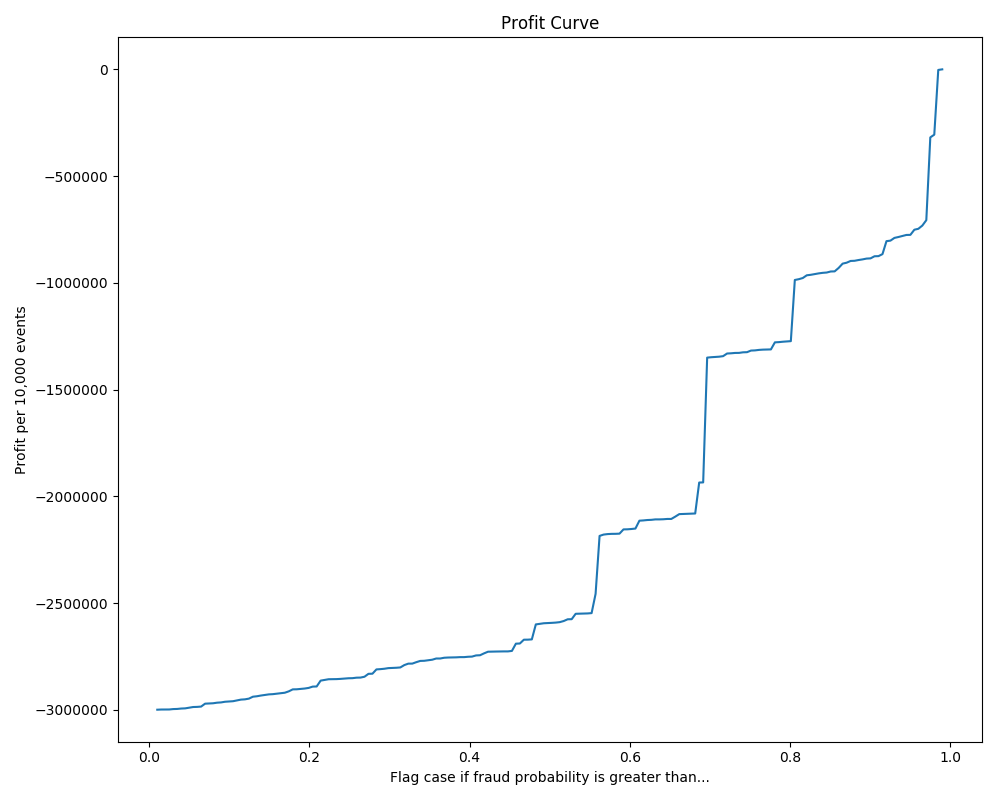 Profit Curve
0
−500000
−1000000
−1500000
−2000000
−2500000
−3000000
Profit per 10,000 events
0.0 0.2 0.4 0.6 0.8 1.0
Flag case if fraud probability is greater than...